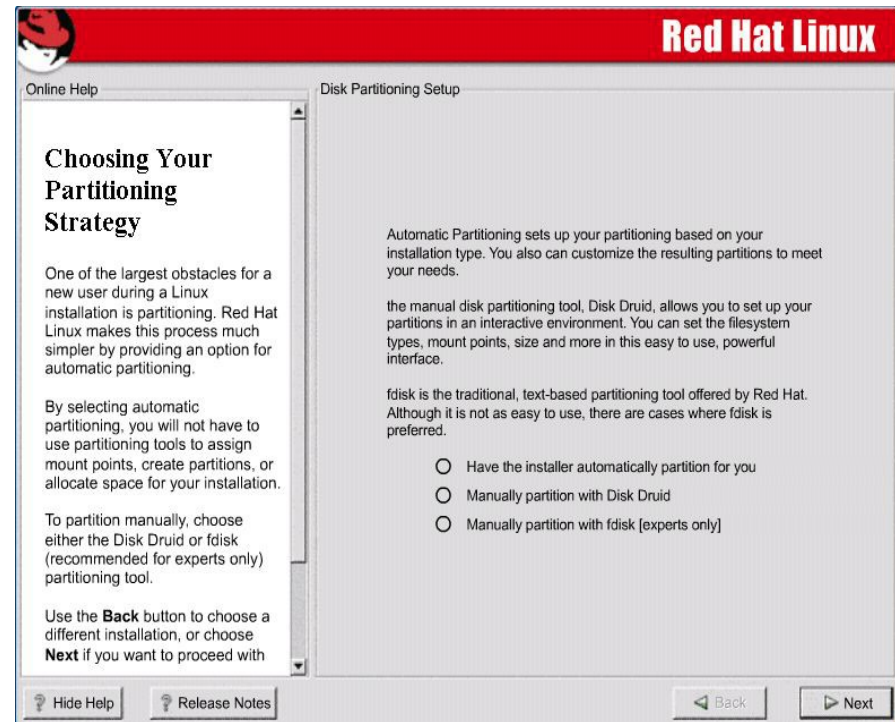 Red Hat Linux
Online Help
Choosing Your
Partitioning
Strategy
One of the largest obstacles for a
new user during a Linux
installation is partitioning. Red Hat
Linux makes this process much
simpler by providing an option for
automatic partitioning.
By selecting automatic
partitioning, you will not have to
use partitioning tools to assign
mount points, create partitions, or
allocate space for your installation.
To partition manually, choose
either the Disk Druid or fdisk
(recommended for experts only)
partitioning tool.
Use the Back button to choose a
different installation, or choose
Next if you want to proceed with
Disk Partitioning Setup
Automatic Partitioning sets up your partitioning based on your
installation type. You also can customize the resulting partitions to meet
your needs.
the manual disk partitioning tool, Disk Druid, allows you to set up your
partitions in an interactive environment. You can set the filesystem
types, mount points, size and more in this easy to use, powerful
interface.
fdisk is the traditional, text-based partitioning tool offered by Red Hat.
Although it is not as easy to use, there are cases where fdisk is
preferred.
Have the installer automatically partition for you
Manually partition with Disk Druid
Manually partition with fdisk [experts only]
Hide Help
Release Notes
Back
Next